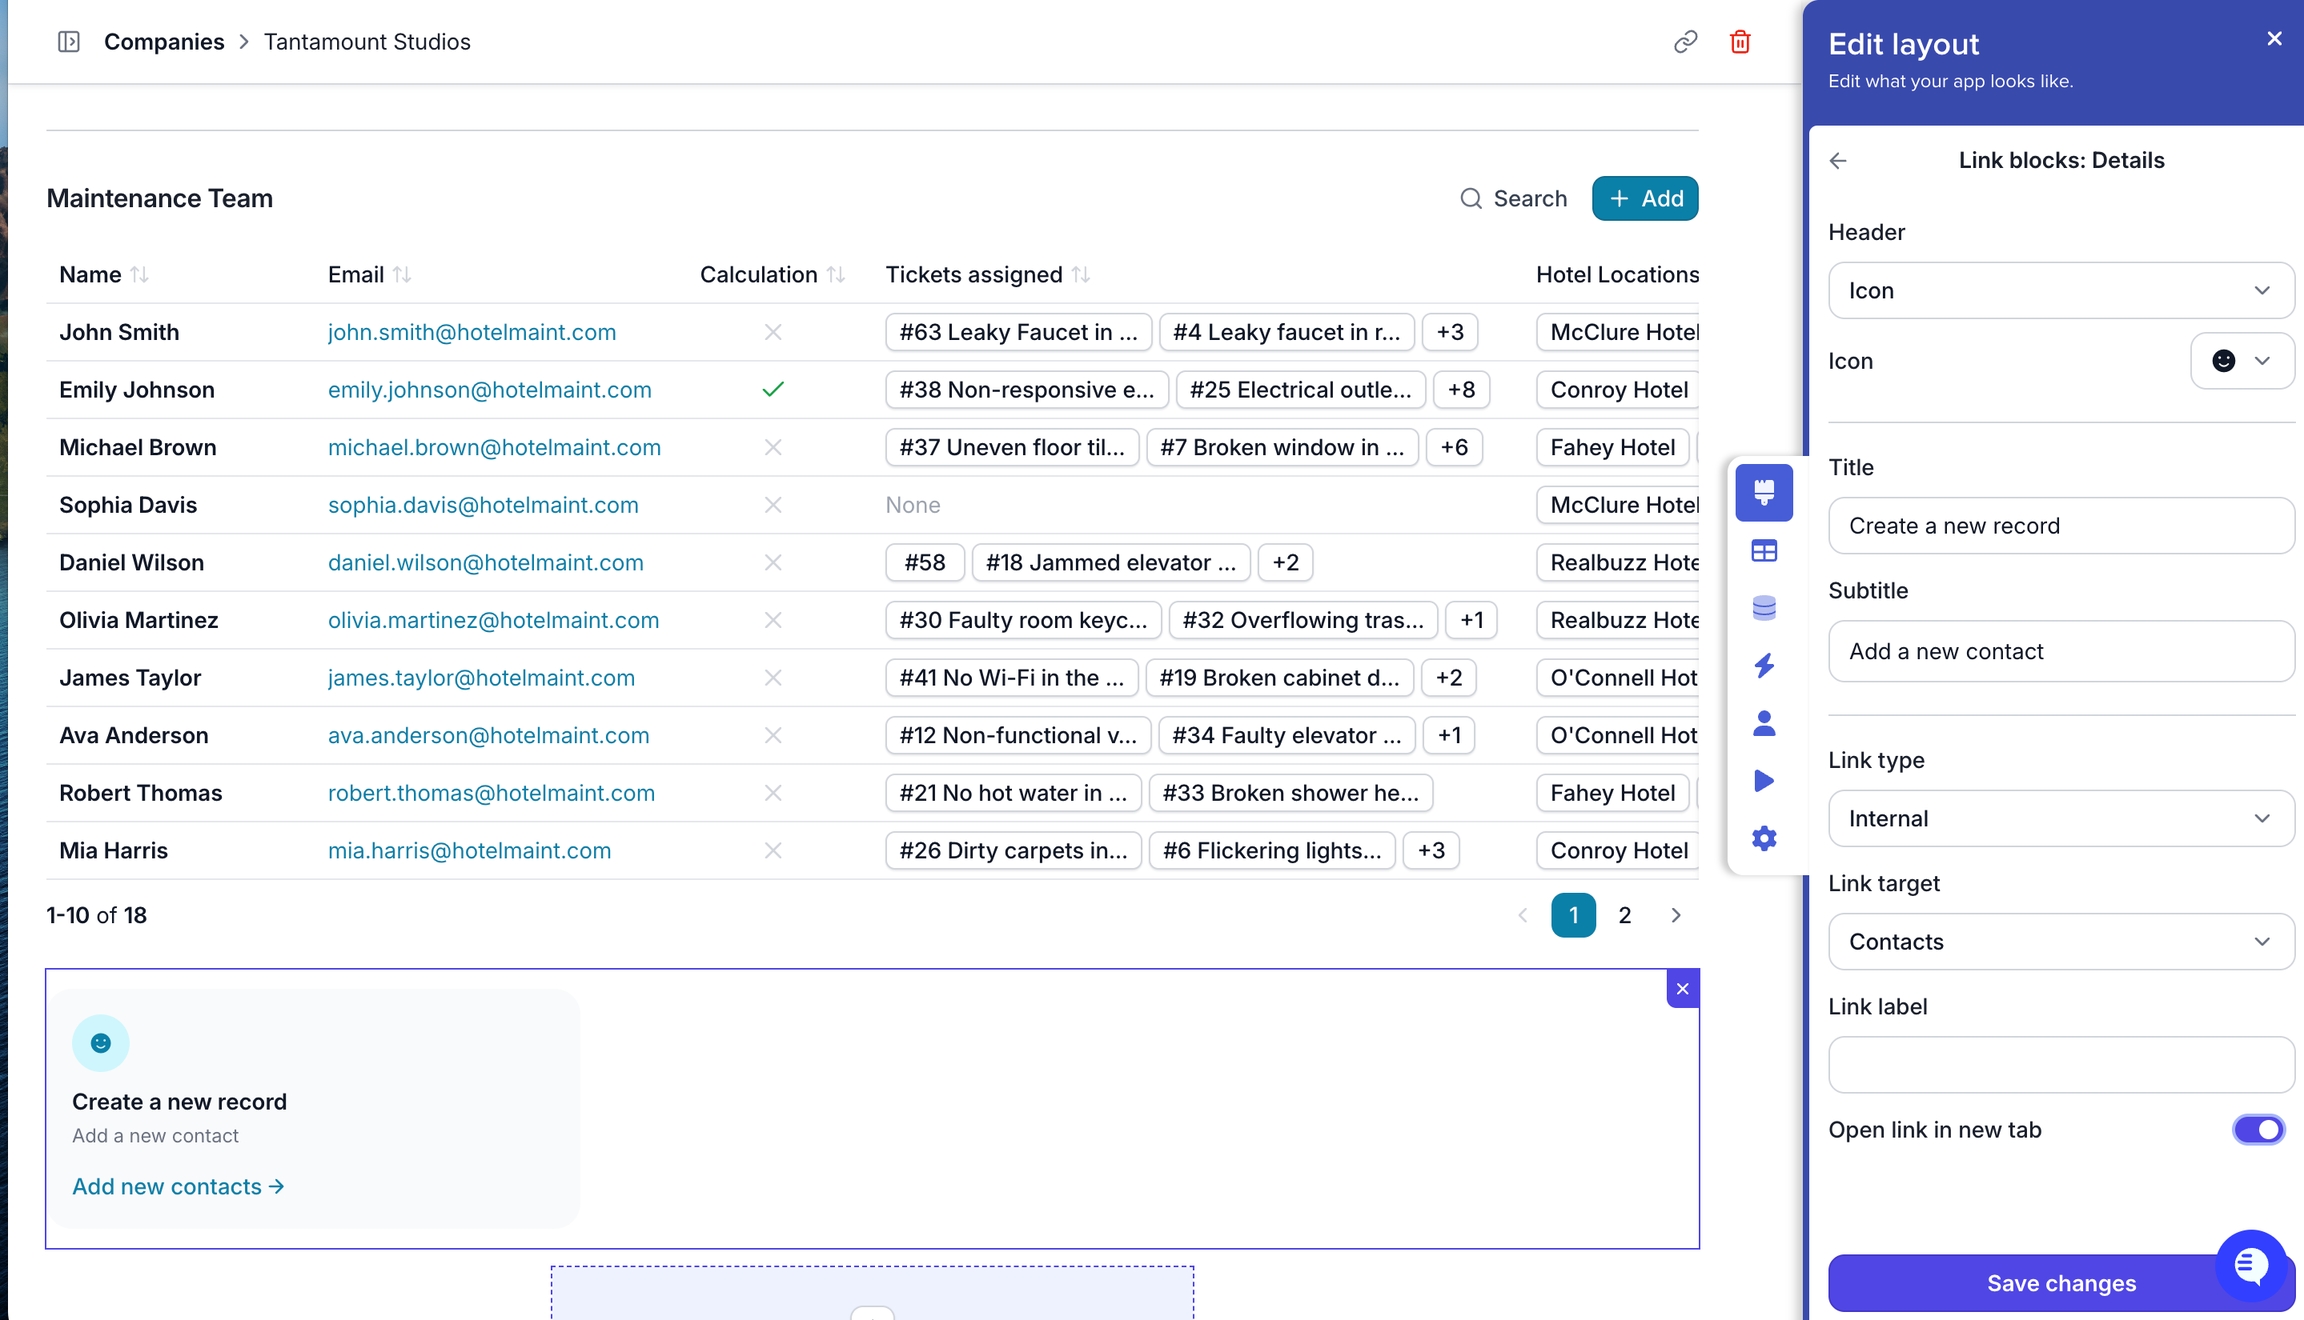 Companies > Tantamount Studios
Maintenance Team
Search
+ Add
Name Email Calculation Tickets assigned Hotel Locations
John Smith john.smith@hotelmaint.com #63 Leaky Faucet in ... #4 Leaky faucet in r... +3 McClure Hotel
Emily Johnson emily.johnson@hotelmaint.com #38 Non-responsive e... #25 Electrical outle... +8 Conroy Hotel
Michael Brown michael.brown@hotelmaint.com #37 Uneven floor til... #7 Broken window in ... +6 Fahey Hotel
Sophia Davis sophia.davis@hotelmaint.com None McClure Hotel
Daniel Wilson daniel.wilson@hotelmaint.com #58 #18 Jammed elevator ... +2 Realbuzz Hote
Olivia Martinez olivia.martinez@hotelmaint.com #30 Faulty room keyc... #32 Overflowing tras... +1 Realbuzz Hote
James Taylor james.taylor@hotelmaint.com #41 No Wi-Fi in the ... #19 Broken cabinet d... +2 O'Connell Hot
Ava Anderson ava.anderson@hotelmaint.com #12 Non-functional v... #34 Faulty elevator ... +1 O'Connell Hot
Robert Thomas robert.thomas@hotelmaint.com #21 No hot water in ... #33 Broken shower he... Fahey Hotel
Mia Harris mia.harris@hotelmaint.com #26 Dirty carpets in... #6 Flickering lights... +3 Conroy Hotel
1-10 of 18
1 2
Create a new record
Add a new contact
Add new contacts →
Edit layout
Edit what your app looks like.
Link blocks: Details
Header
Icon
Icon
Title
Create a new record
Subtitle
Add a new contact
Link type
Internal
Link target
Contacts
Link label
Open link in new tab
Save changes